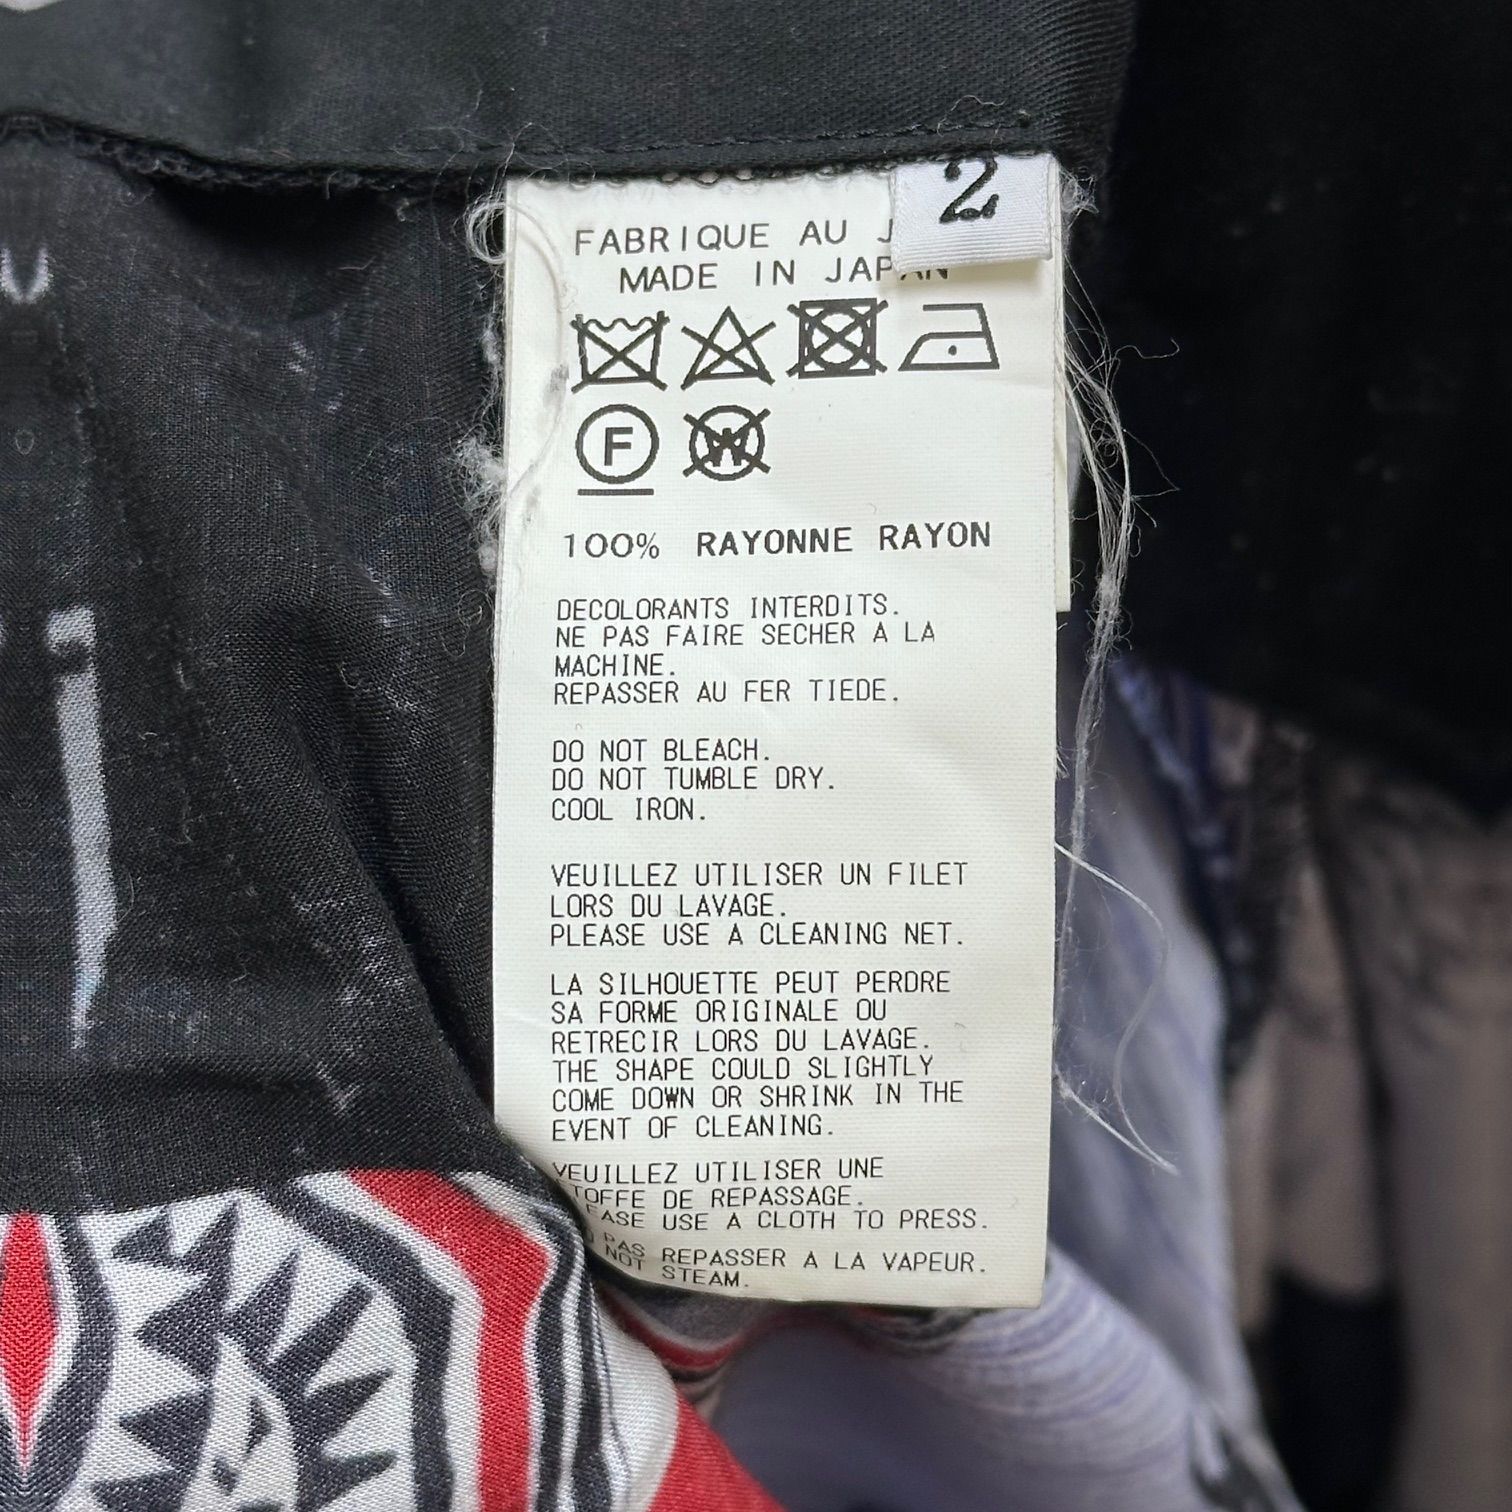 2
FABRIQUE AU J
MADE IN JAPAN
F
W
100% RAYONNE RAYON
DECOLORANTS INTERDITS.
NE PAS FAIRE SECHER A LA
MACHINE.
REPASSER AU FER TIEDE.
DO NOT BLEACH.
DO NOT TUMBLE DRY.
COOL IRON.
VEUILLEZ UTILISER UN FILET
LORS DU LAVAGE.
PLEASE USE A CLEANING NET.
LA SILHOUETTE PEUT PERDRE
SA FORME ORIGINALE OU
RETRECIR LORS DU LAVAGE.
THE SHAPE COULD SLIGHTLY
COME DOWN OR SHRINK IN THE
EVENT OF CLEANING.
VEUILLEZ UTILISER UNE
TOFFE DE REPASSAGE.
EASE USE A CLOTH TO PRESS.
PAS REPASSER A LA VAPEUR.
NOT STEAM.